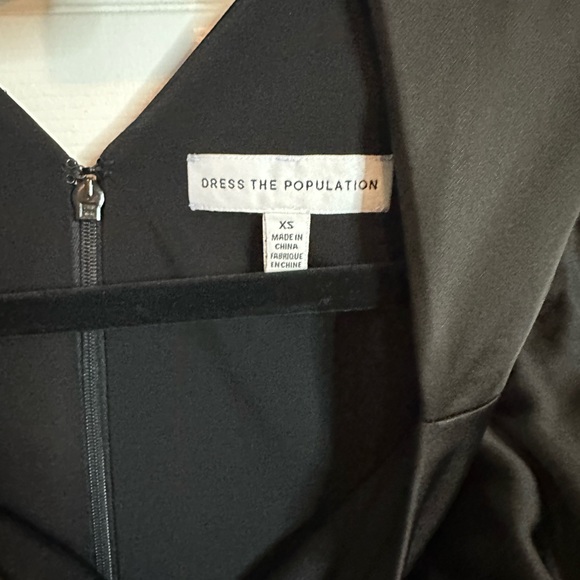 DRESS THE POPULATION
XS
MADE IN
CHINA
FABRIQUE
EN CHINE